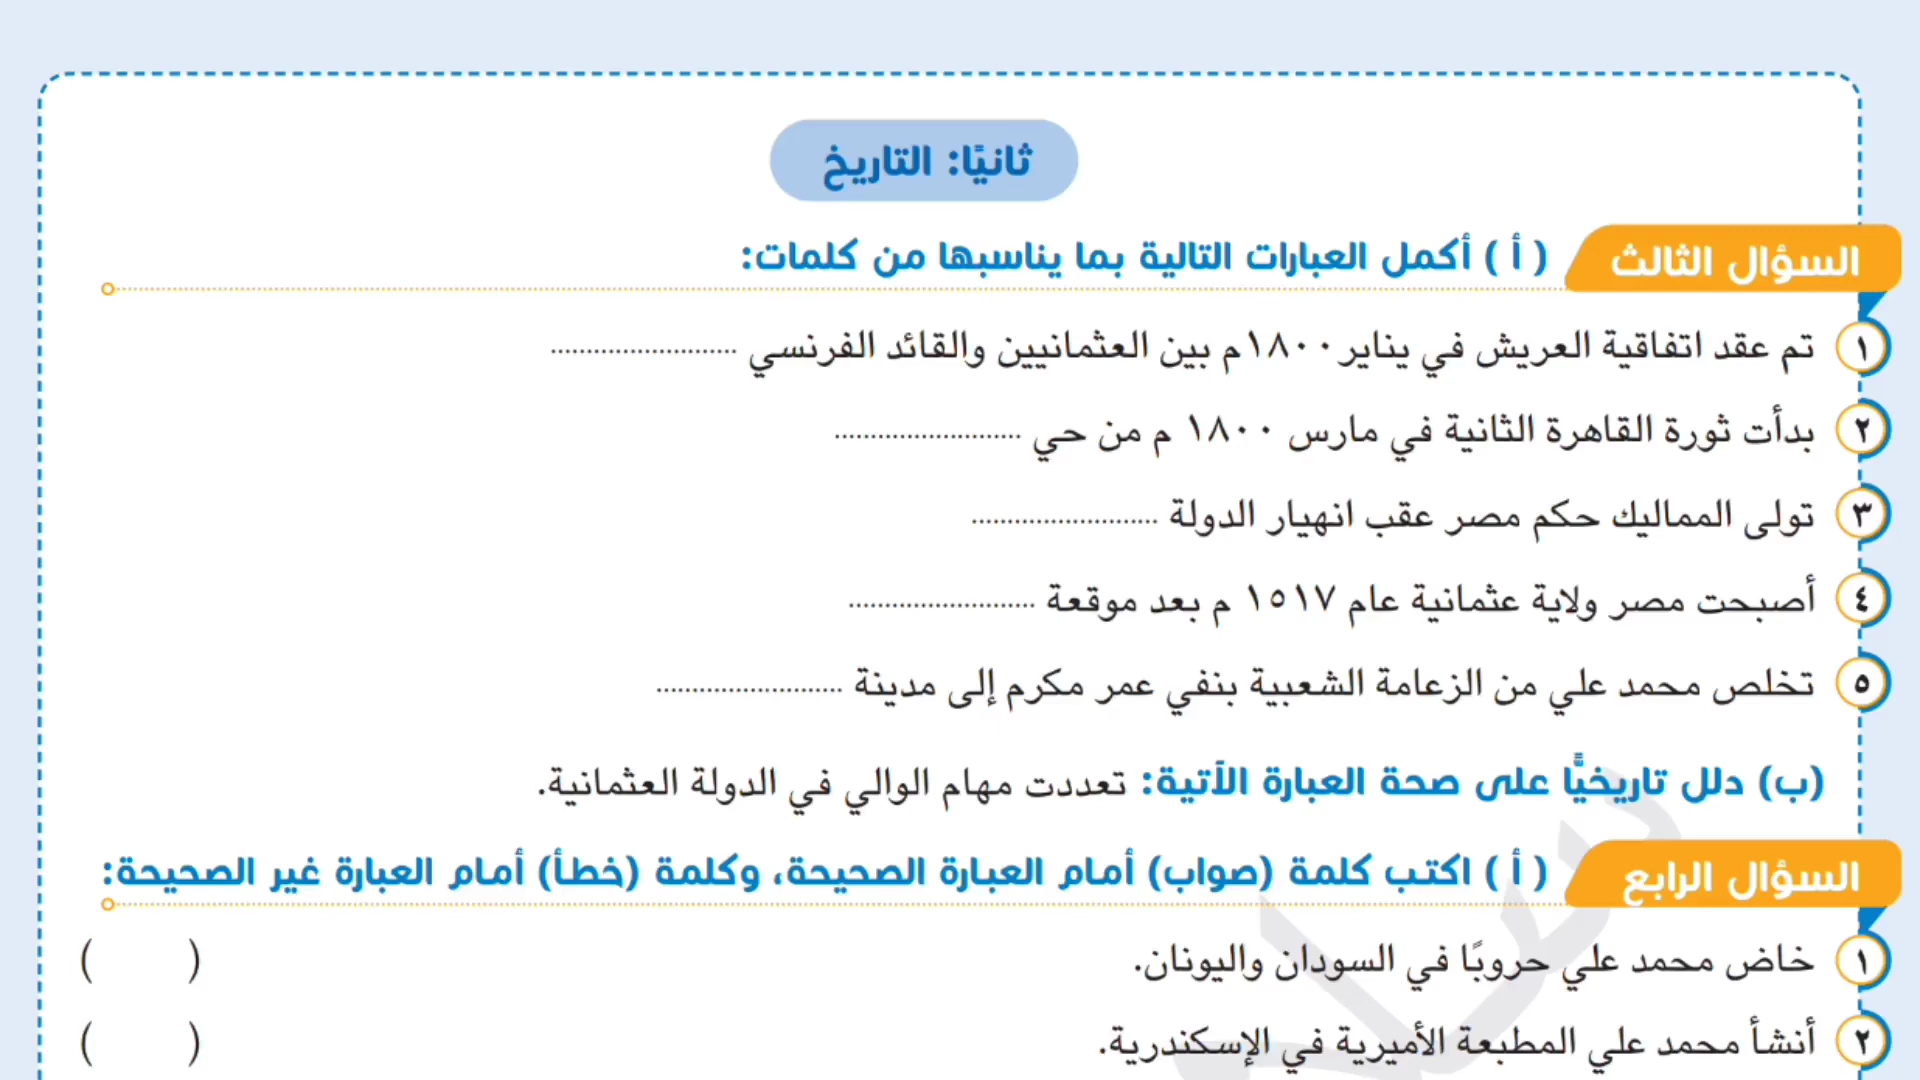 ثانيًا: التاريخ
السؤال الثالث ( أ ) أكمل العبارات التالية بما يناسبها من كلمات:
١ تم عقد اتفاقية العريش في يناير ١٨٠٠م بين العثمانيين والقائد الفرنسي ..........................
٢ بدأت ثورة القاهرة الثانية في مارس ١٨٠٠ م من حي ..........................
٣ تولى المماليك حكم مصر عقب انهيار الدولة ..........................
٤ أصبحت مصر ولاية عثمانية عام ١٥١٧ م بعد موقعة ..........................
٥ تخلص محمد علي من الزعامة الشعبية بنفي عمر مكرم إلى مدينة ..........................
(ب) دلل تاريخيًّا على صحة العبارة الآتية: تعددت مهام الوالي في الدولة العثمانية.
السؤال الرابع ( أ ) اكتب كلمة (صواب) أمام العبارة الصحيحة، وكلمة (خطأ) أمام العبارة غير الصحيحة:
١ خاض محمد علي حروبًا في السودان واليونان. ( )
٢ أنشأ محمد علي المطبعة الأميرية في الإسكندرية. ( )